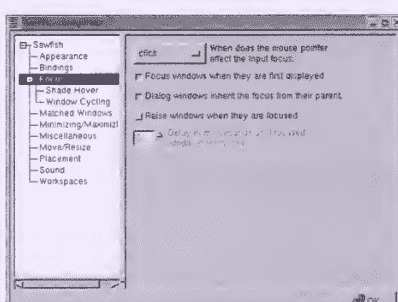 Sawfish
Appearance
Bindings
Focus
Shade Hover
Window Cycling
Matched Windows
Minimizing/Maximizi
Miscellaneous
Move/Resize
Placement
Sound
Workspaces
click
When does the mouse pointer
effect the input focus.
Focus windows when they are first displayed
Dialog windows inherit the focus from their parent.
Raise windows when they are focused
OK